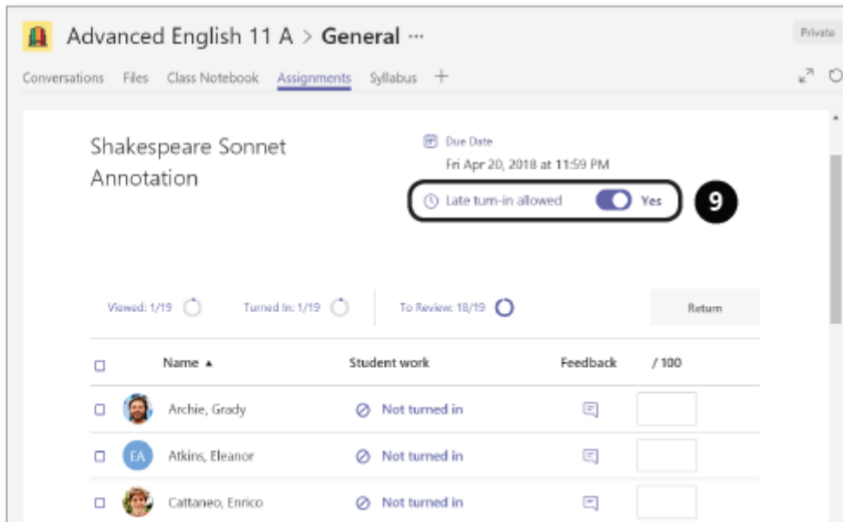 Advanced English 11 A > General ···
Private
Conversations Files Class Notebook Assignments Syllabus +
Shakespeare Sonnet
Annotation
Due Date
Fri Apr 20, 2018 at 11:59 PM
Late turn-in allowed Yes
9
Viewed: 1/19 Turned In: 1/19 To Review: 18/19 Return
Name ▲ Student work Feedback / 100
Archie, Grady Not turned in
EA Atkins, Eleanor Not turned in
Cattaneo, Enrico Not turned in